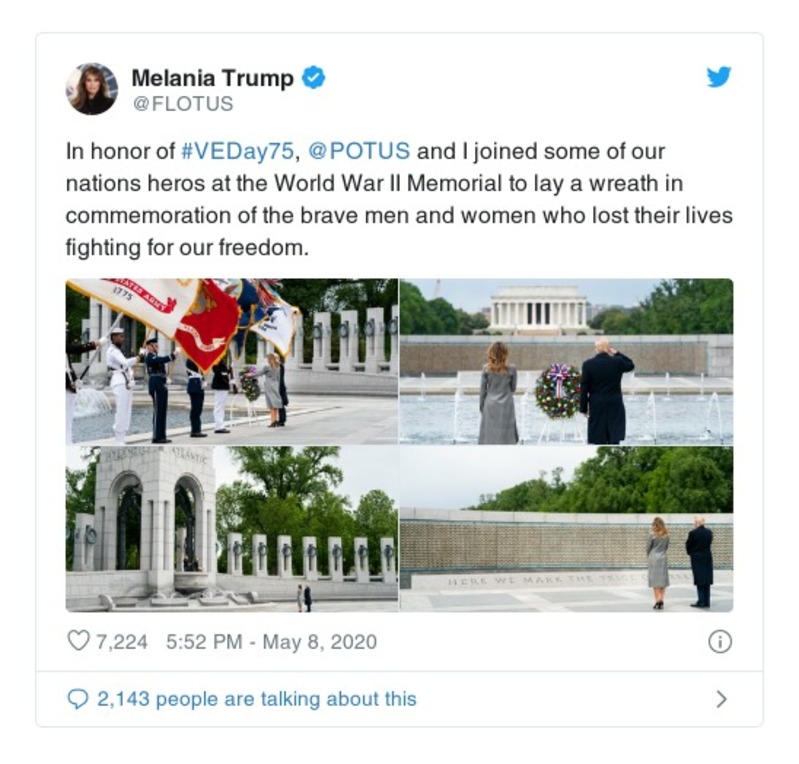 Melania Trump
@FLOTUS
In honor of #VEDay75, @POTUS and I joined some of our
nations heros at the World War II Memorial to lay a wreath in
commemoration of the brave men and women who lost their lives
fighting for our freedom.
STATES ARMY
1775
ATLANTIC
HERE WE MARK THE PRICE OF
7,224 5:52 PM - May 8, 2020
2,143 people are talking about this